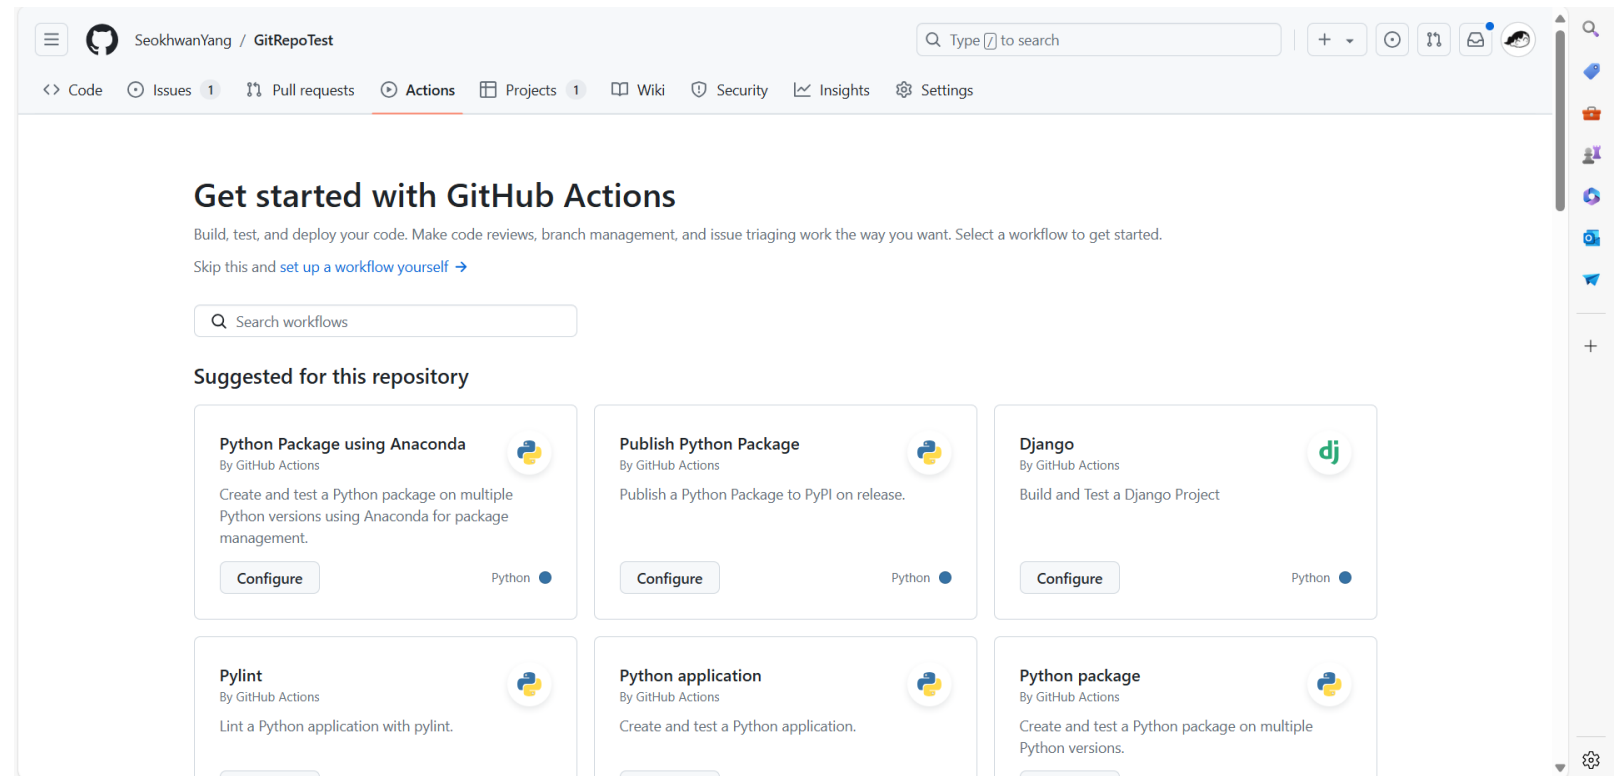 SeokhwanYang / GitRepoTest
Type / to search
Code
Issues 1
Pull requests
Actions
Projects 1
Wiki
Security
Insights
Settings
Get started with GitHub Actions
Build, test, and deploy your code. Make code reviews, branch management, and issue triaging work the way you want. Select a workflow to get started.
Skip this and set up a workflow yourself →
Search workflows
Suggested for this repository
Python Package using Anaconda
By GitHub Actions
Create and test a Python package on multiple
Python versions using Anaconda for package
management.
Configure
Python
Publish Python Package
By GitHub Actions
Publish a Python Package to PyPI on release.
Configure
Python
Django
By GitHub Actions
Build and Test a Django Project
dj
Configure
Python
Pylint
By GitHub Actions
Lint a Python application with pylint.
Python application
By GitHub Actions
Create and test a Python application.
Python package
By GitHub Actions
Create and test a Python package on multiple
Python versions.